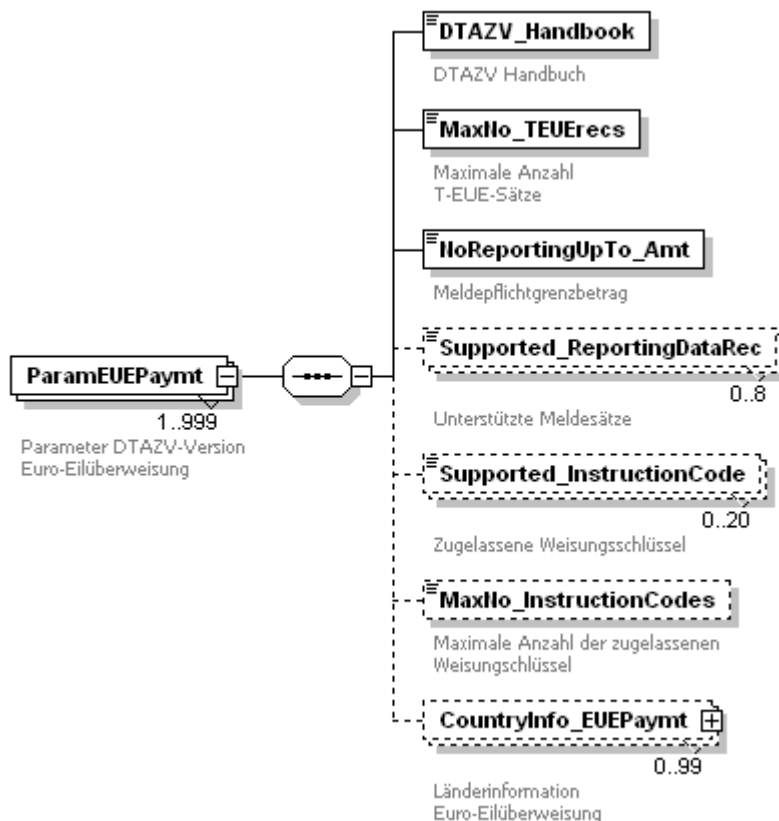 DTAZV_Handbook
DTAZV Handbuch
MaxNo_TEUErecs
Maximale Anzahl
T-EUE-Sätze
NoReportingUpTo_Amt
Meldepflichtgrenzbetrag
ParamEUEPaymt
1..999
Parameter DTAZV-Version
Euro-Eilüberweisung
Supported_ReportingDataRec
0..8
Unterstützte Meldesätze
Supported_InstructionCode
0..20
Zugelassene Weisungsschlüssel
MaxNo_InstructionCodes
Maximale Anzahl der zugelassenen
Weisungschlüssel
CountryInfo_EUEPaymt
0..99
Länderinformation
Euro-Eilüberweisung